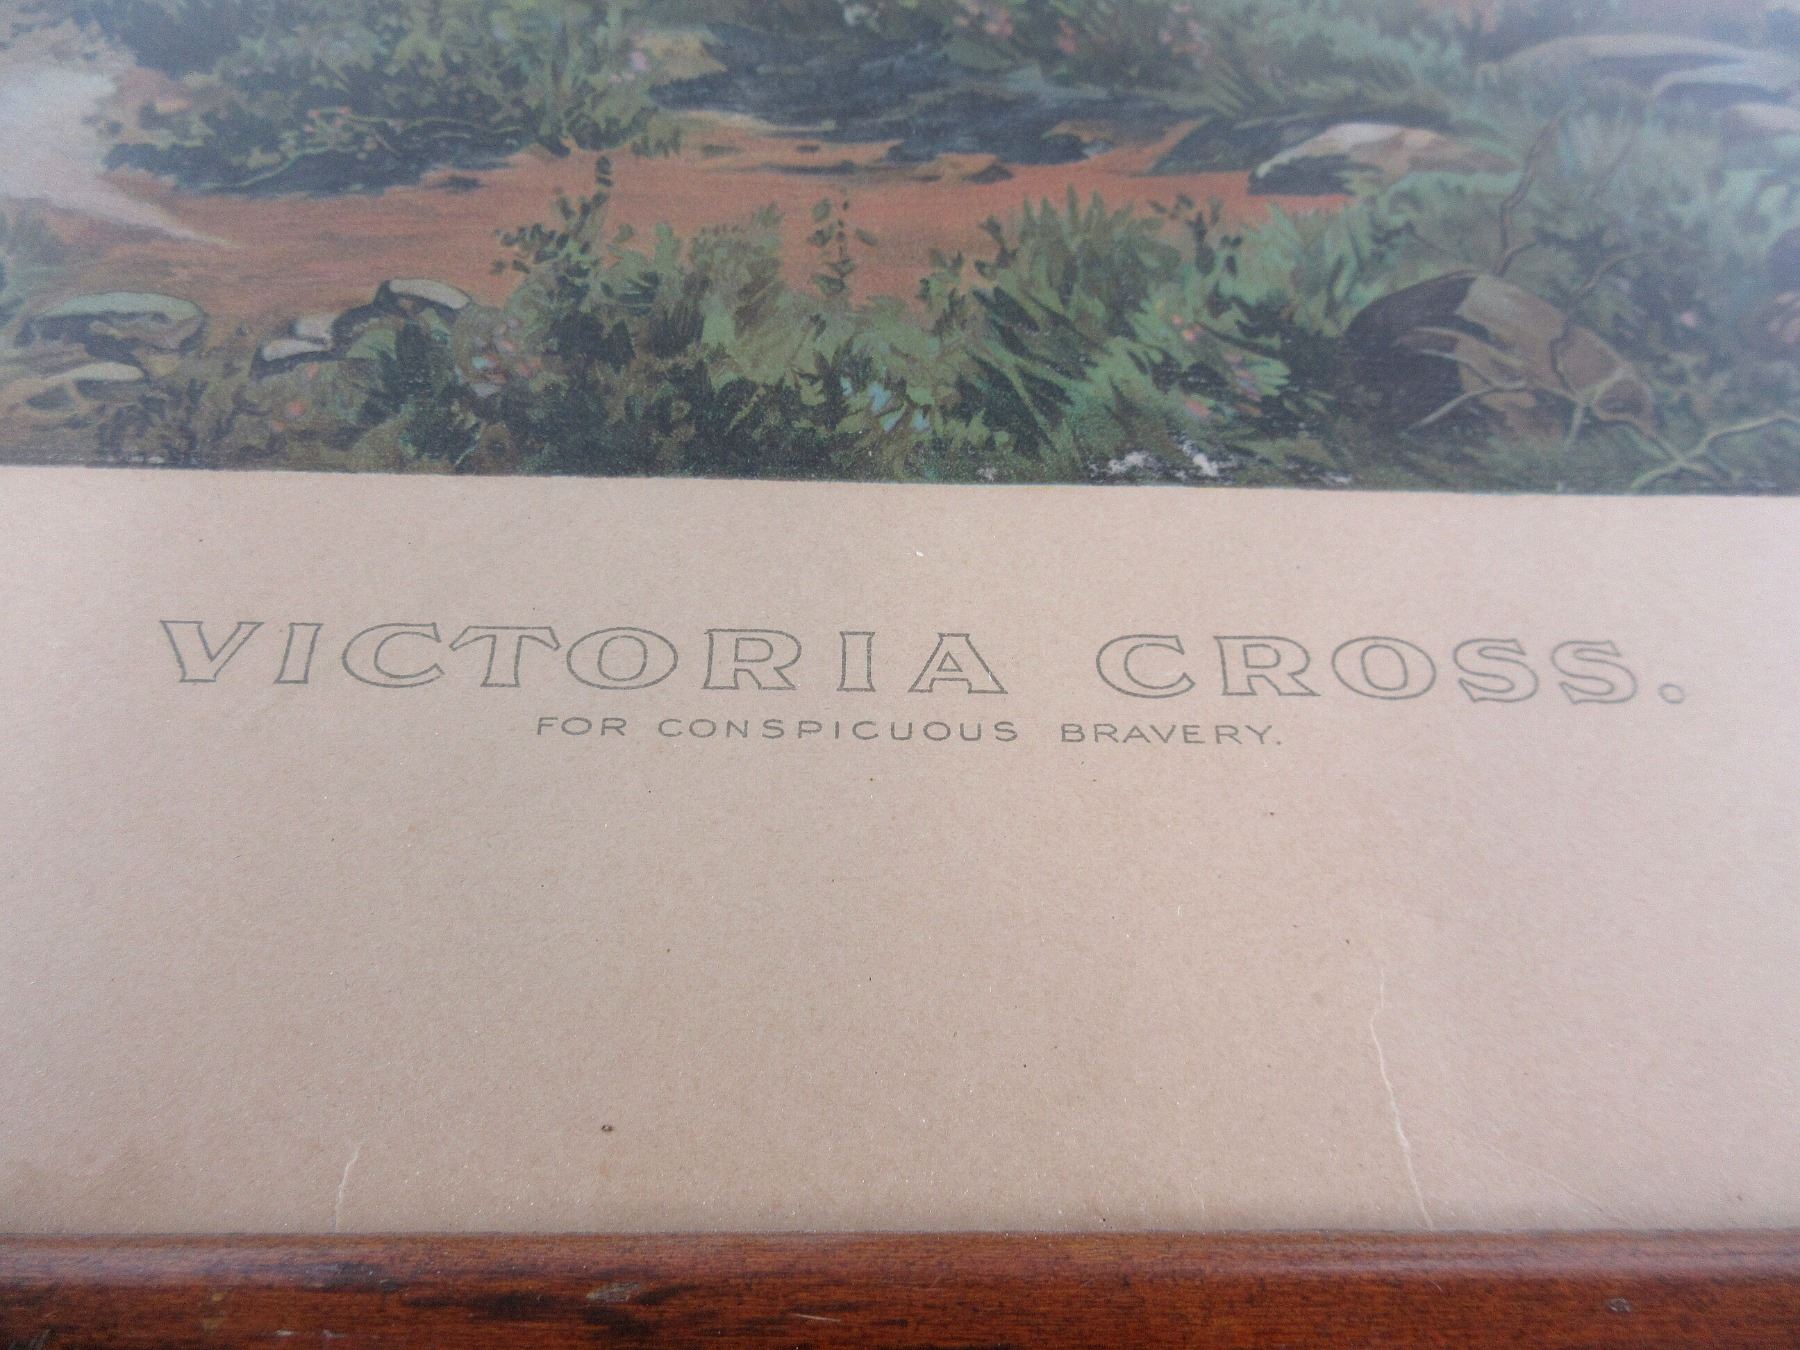 VICTORIA CROSS.
FOR CONSPICUOUS BRAVERY.